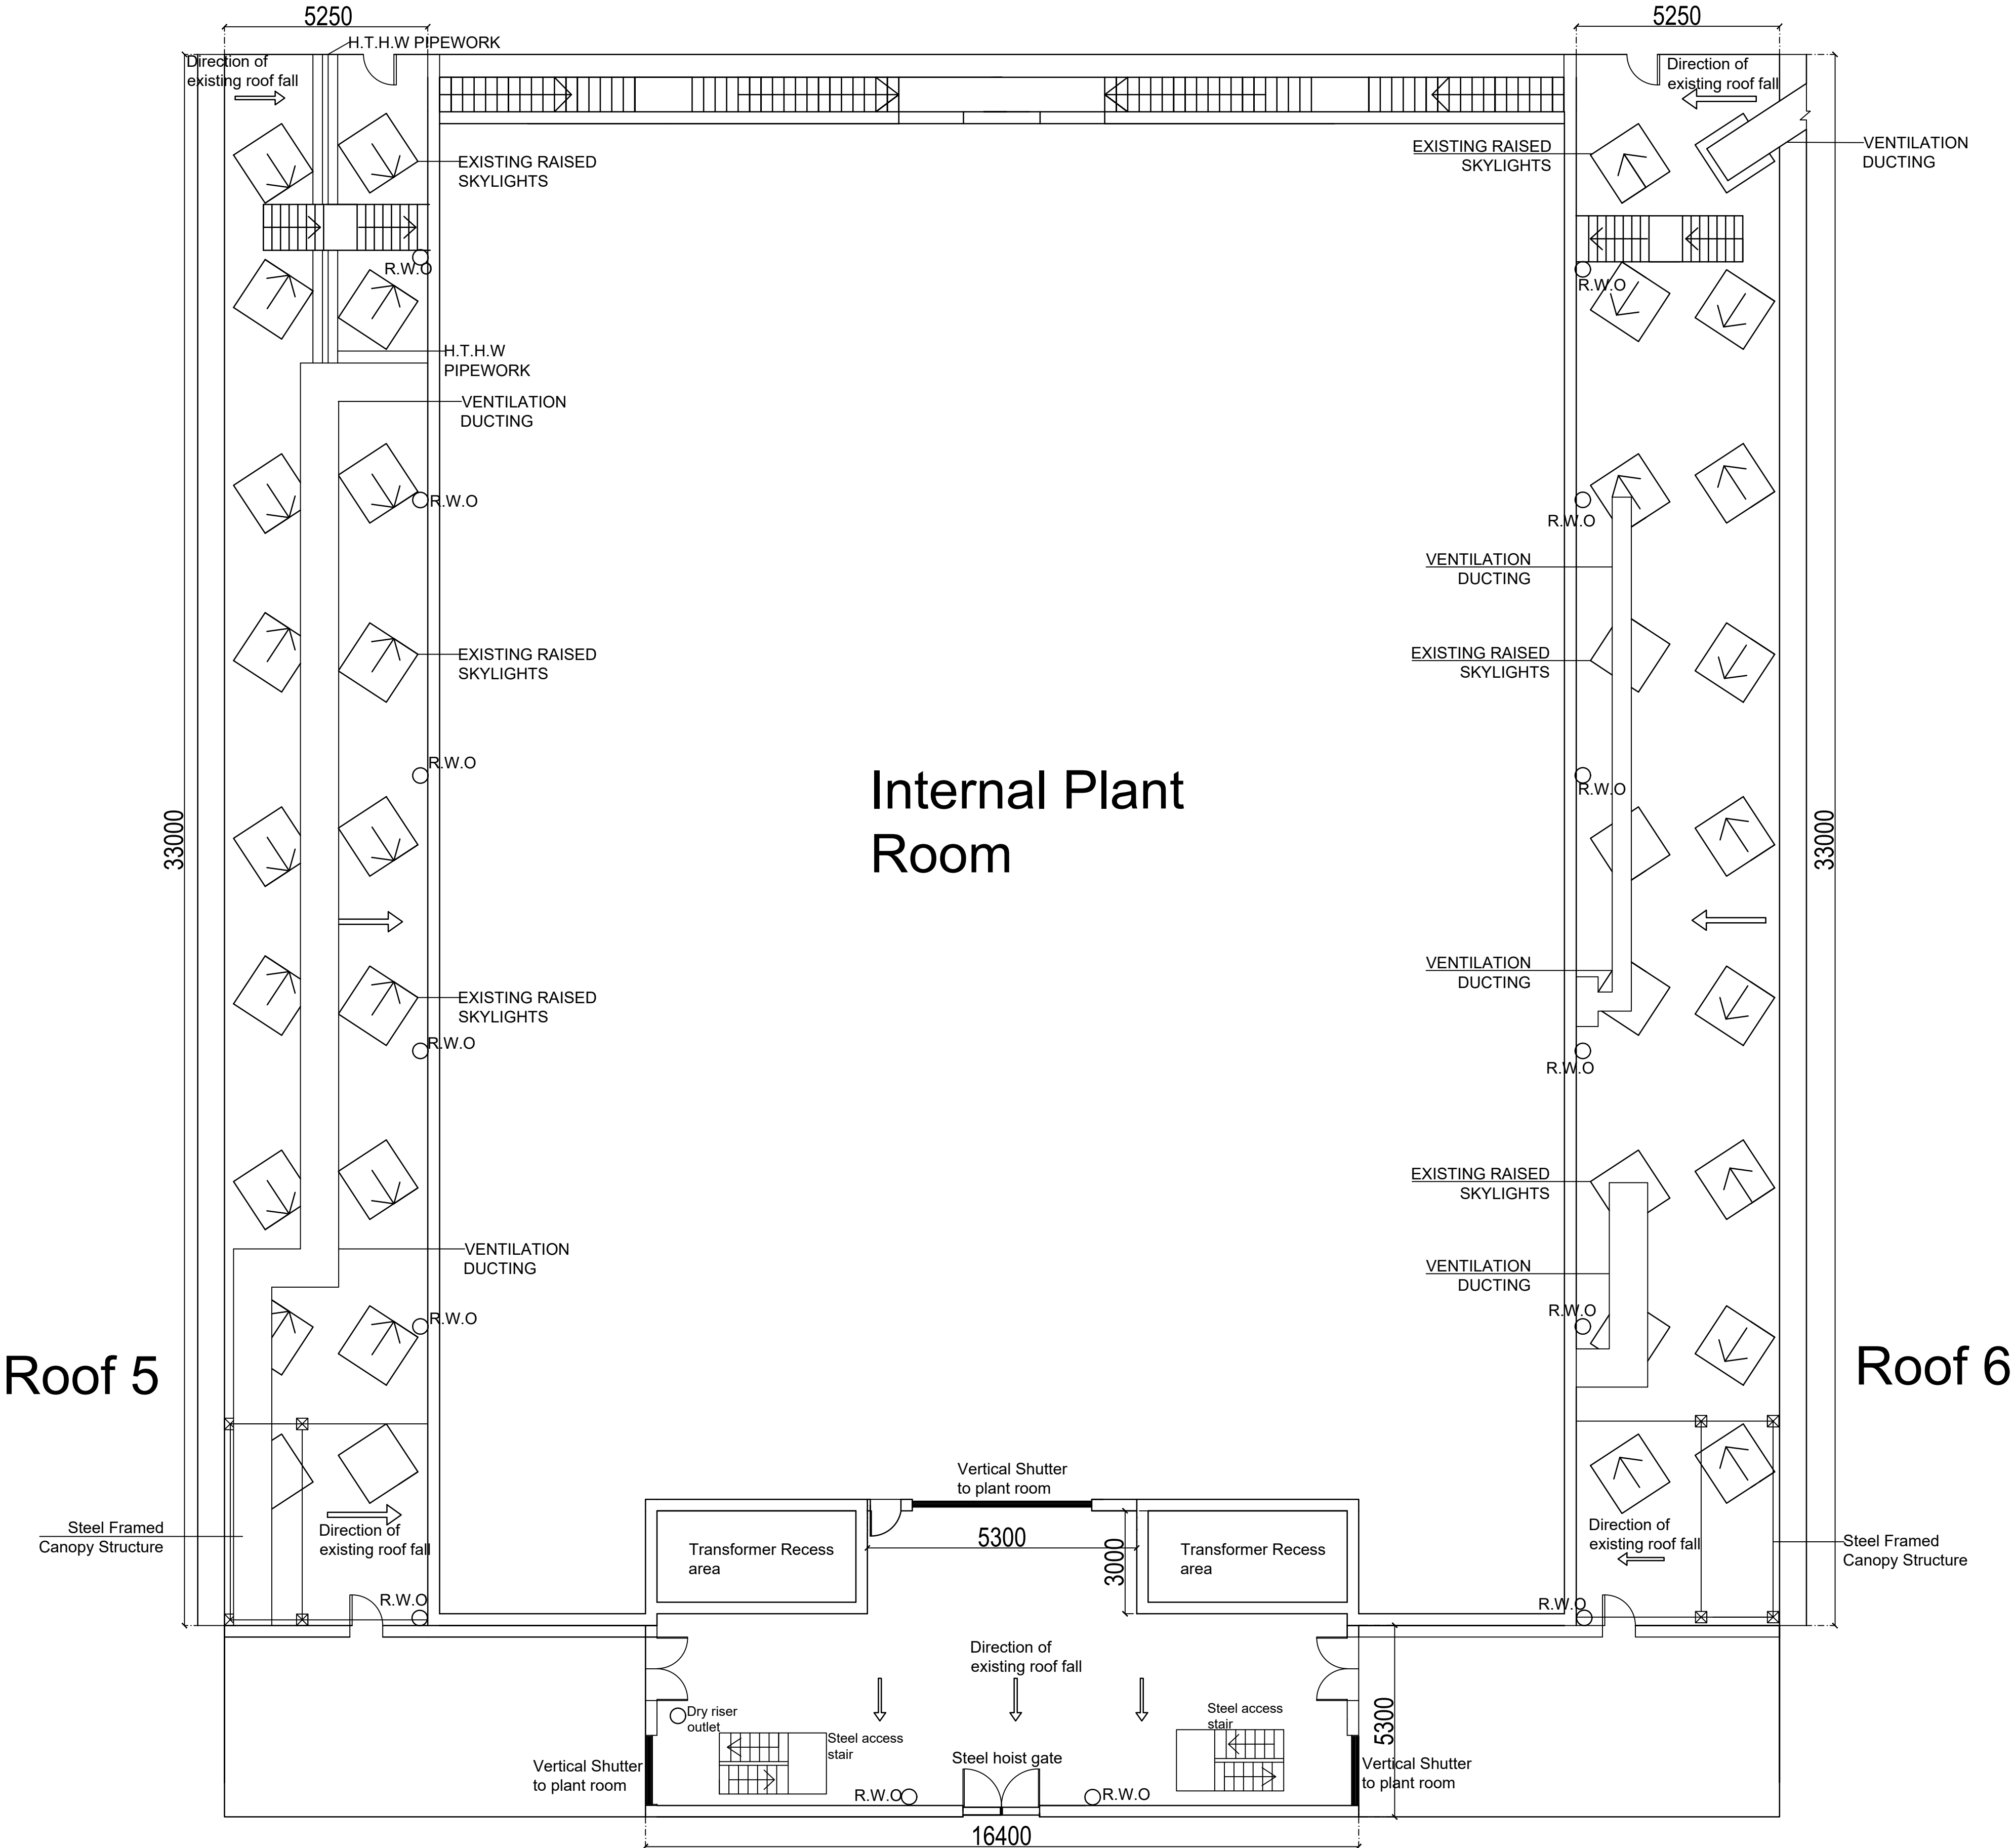 5250
5250
H.T.H.W PIPEWORK
Direction of
existing roof fall
Direction of
existing roof fall
EXISTING RAISED
SKYLIGHTS
EXISTING RAISED
SKYLIGHTS
VENTILATION
DUCTING
R.W.O
R.W.O
H.T.H.W
PIPEWORK
VENTILATION
DUCTING
R.W.O
R.W.O
VENTILATION
DUCTING
EXISTING RAISED
SKYLIGHTS
EXISTING RAISED
SKYLIGHTS
R.W.O
R.W.O
Internal Plant
Room
33000
33000
VENTILATION
DUCTING
EXISTING RAISED
SKYLIGHTS
R.W.O
R.W.O
EXISTING RAISED
SKYLIGHTS
VENTILATION
DUCTING
VENTILATION
DUCTING
R.W.O
R.W.O
Roof 5
Roof 6
Vertical Shutter
to plant room
Steel Framed
Canopy Structure
Direction of
existing roof fall
Transformer Recess
area
5300
3000
Transformer Recess
area
Direction of
existing roof fall
Steel Framed
Canopy Structure
R.W.O
R.W.O
Direction of
existing roof fall
Dry riser
outlet
Steel access
stair
Steel access
stair
5300
Vertical Shutter
to plant room
Steel hoist gate
Vertical Shutter
to plant room
R.W.O
R.W.O
16400